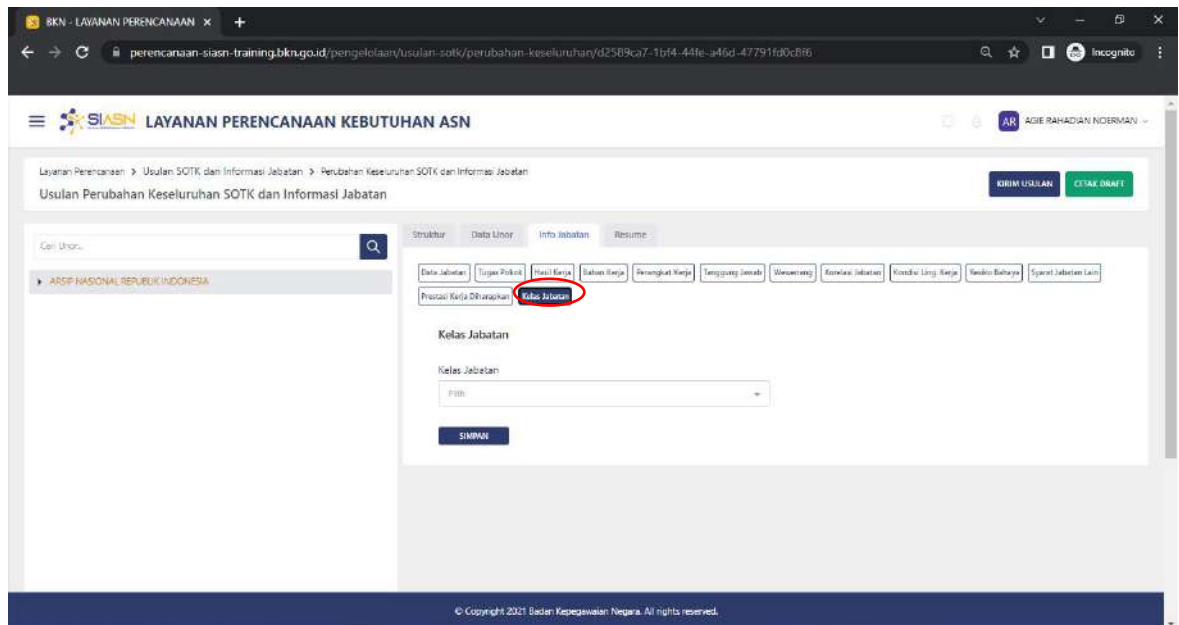 BKN - LAYANAN PERENCANAAN
perencanaan-siasn-training.bkn.go.id/pengelolaan/usulan-sotk/perubahan-keseluruhan/d2589ca7-1bf4-44fe-a46d-47791fd0c8f6
Incognito
SIASN LAYANAN PERENCANAAN KEBUTUHAN ASN
AR AGIE RAHADIAN NOERMAN
Layanan Perencanaan > Usulan SOTK dan Informasi Jabatan > Perubahan Keseluruhan SOTK dan Informasi Jabatan
Usulan Perubahan Keseluruhan SOTK dan Informasi Jabatan
KIRIM USULAN CETAK DRAFT
Cari Unor...
Struktur Data Unor Info Jabatan Resume
ARSIP NASIONAL REPUBLIK INDONESIA
Data Jabatan Tugas Pokok Hasil Kerja Bahan Kerja Perangkat Kerja Tanggung Jawab Wewenang Korelasi Jabatan Kondisi Ling. Kerja Resiko Bahaya Syarat Jabatan Lain
Prestasi Kerja Diharapkan Kelas Jabatan
Kelas Jabatan
Kelas Jabatan
Pilih
SIMPAN
© Copyright 2021 Badan Kepegawaian Negara. All rights reserved.